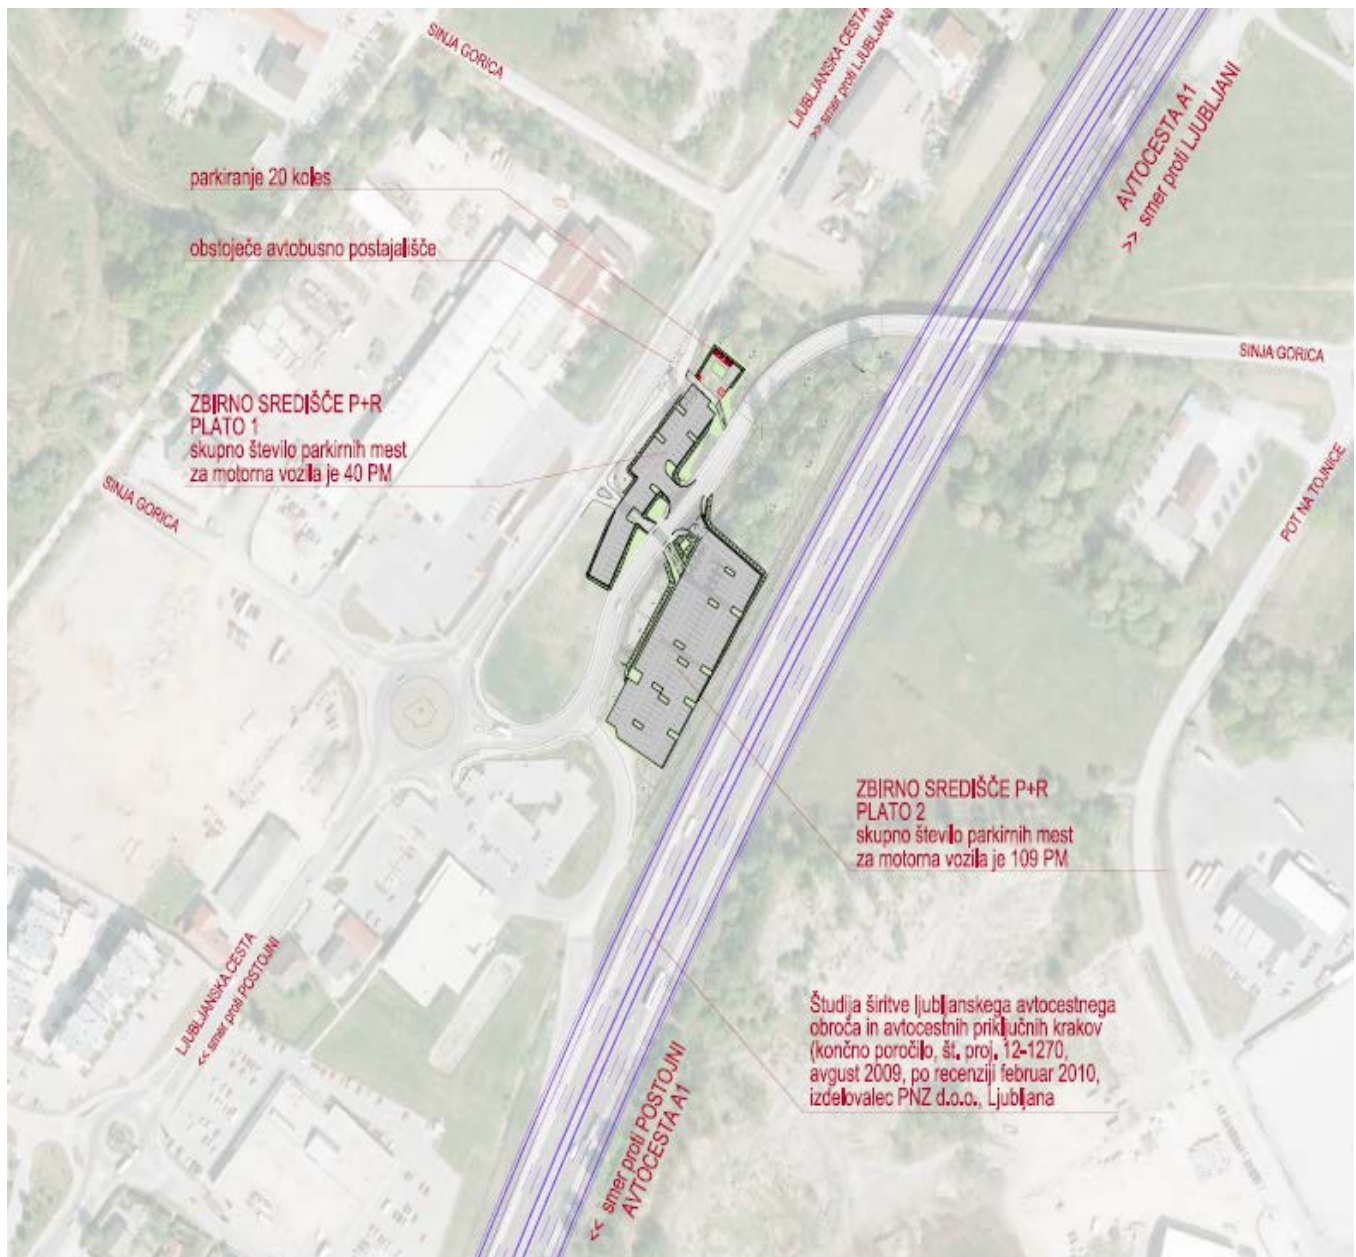 SINJA GORICA
LJUBLJANSKA CESTA
>> smer proti LJUBLJANI
AVTOCESTA A1
>> smer proti LJUBLJANI
parkiranje 20 koles
obstoječe avtobusno postajališče
SINJA GORICA
ZBIRNO SREDIŠČE P+R
PLATO 1
skupno število parkirnih mest
za motorna vozila je 40 PM
SINJA GORICA
POT NA TOJNICE
ZBIRNO SREDIŠČE P+R
PLATO 2
skupno število parkirnih mest
za motorna vozila je 109 PM
LJUBLJANSKA CESTA
<< smer proti POSTOJNI
Študija širitve ljubljanskega avtocestnega
obroča in avtocestnih priključnih krakov
(končno poročilo, št. proj. 12-1270,
avgust 2009, po recenziji februar 2010,
izdelovalec PNZ d.o.o., Ljubljana
<< smer proti POSTOJNI
AVTOCESTA A1